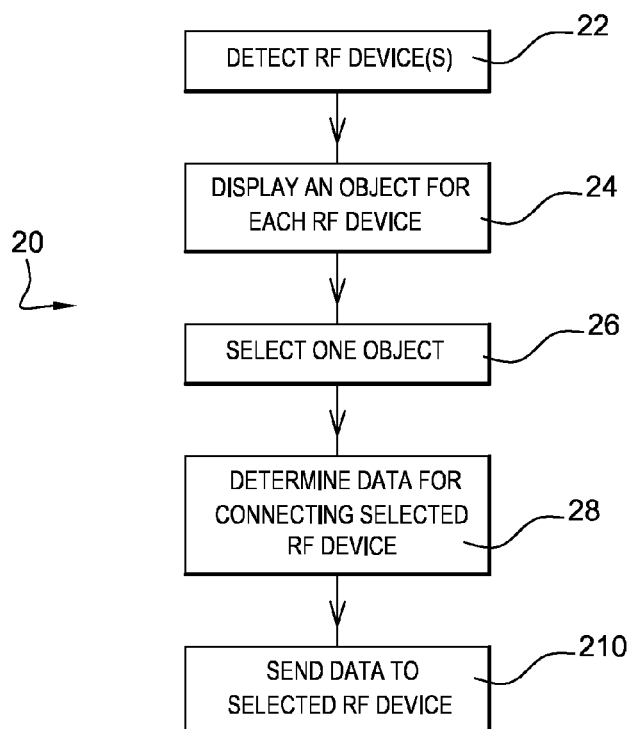 DETECT RF DEVICE(S)
22
DISPLAY AN OBJECT FOR
EACH RF DEVICE
24
20
SELECT ONE OBJECT
26
DETERMINE DATA FOR
CONNECTING SELECTED
RF DEVICE
28
SEND DATA TO
SELECTED RF DEVICE
210